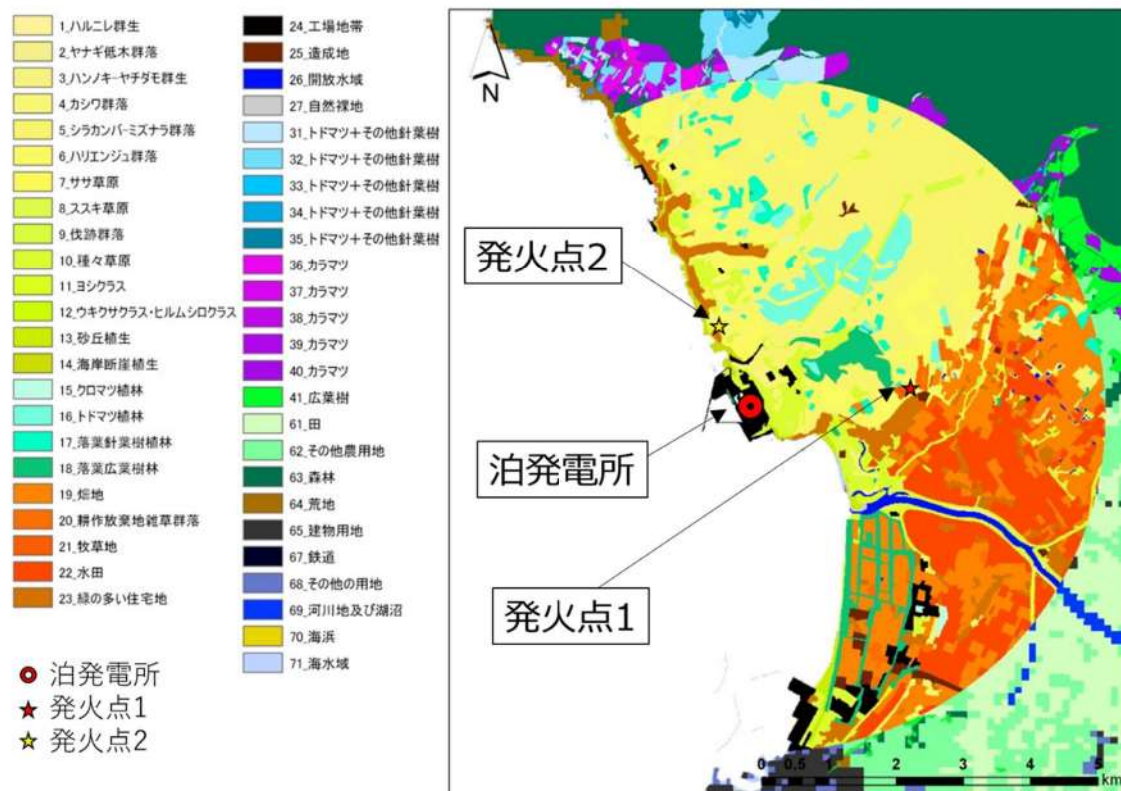 1_ハルニレ群生
2_ヤナギ低木群落
3_ハンノキ-ヤチダモ群生
4_カシワ群落
5_シラカンバ-ミズナラ群落
6_ハリエンジュ群落
7_ササ草原
8_ススキ草原
9_伐跡群落
10_種々草原
11_ヨシクラス
12_ウキクサクラス・ヒルムシロクラス
13_砂丘植生
14_海岸断崖植生
15_クロマツ植林
16_トドマツ植林
17_落葉針葉樹植林
18_落葉広葉樹林
19_畑地
20_耕作放棄地雑草群落
21_牧草地
22_水田
23_緑の多い住宅地
24_工場地帯
25_造成地
26_開放水域
27_自然裸地
31_トドマツ+その他針葉樹
32_トドマツ+その他針葉樹
33_トドマツ+その他針葉樹
34_トドマツ+その他針葉樹
35_トドマツ+その他針葉樹
36_カラマツ
37_カラマツ
38_カラマツ
39_カラマツ
40_カラマツ
41_広葉樹
61_田
62_その他農用地
63_森林
64_荒地
65_建物用地
67_鉄道
68_その他の用地
69_河川地及び湖沼
70_海浜
71_海水域
泊発電所
発火点1
発火点2
N
発火点2
泊発電所
発火点1
0 0.5 1 2 3 4 5
km